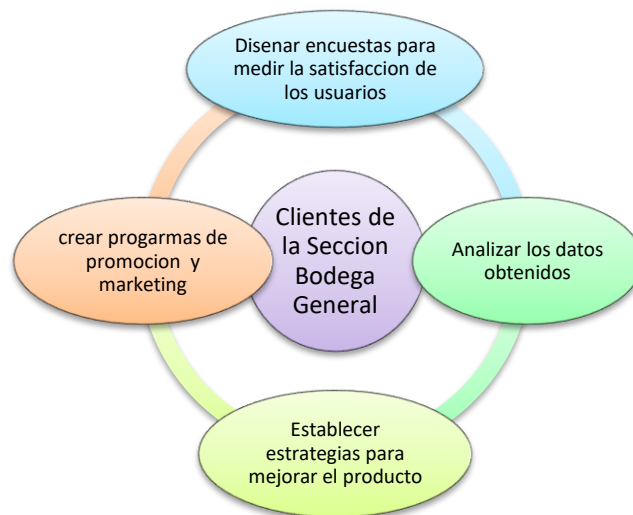 Disenar encuestas para
medir la satisfaccion de
los usuarios
Clientes de
la Seccion
Bodega
General
Analizar los datos
obtenidos
Establecer
estrategias para
mejorar el producto
crear progarmas de
promocion y
marketing